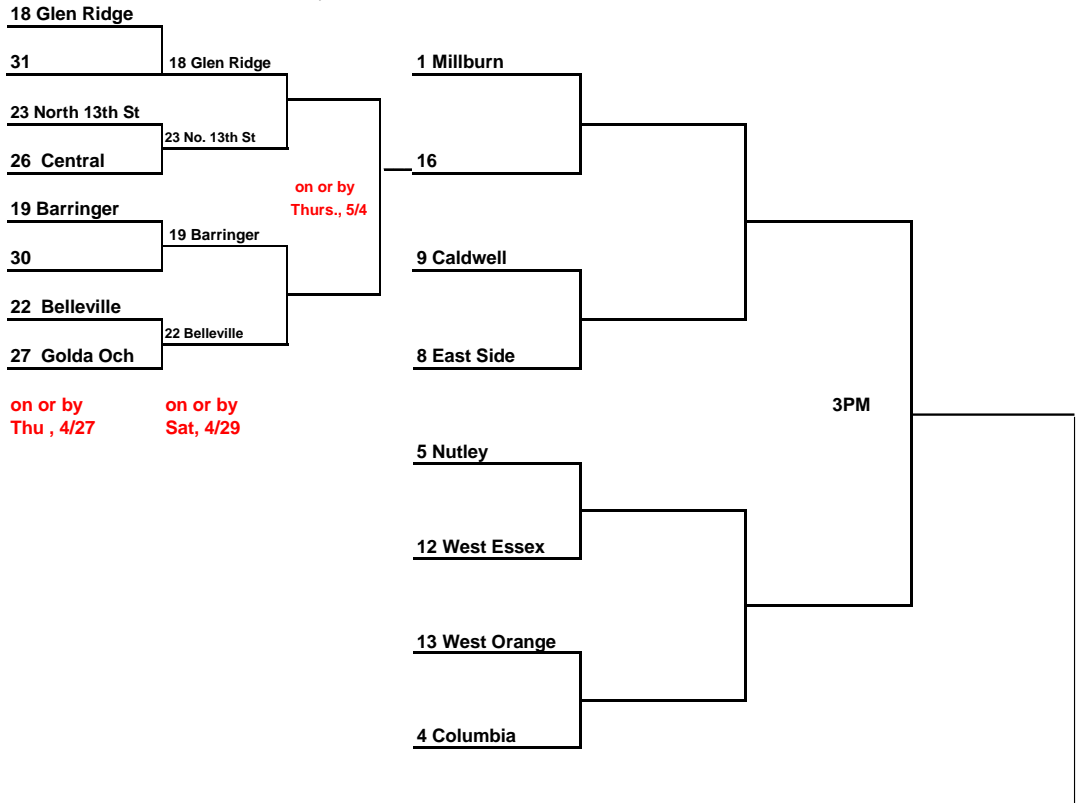 18 Glen Ridge
31
18 Glen Ridge
23 North 13th St
23 No. 13th St
26 Central
19 Barringer
19 Barringer
30
22 Belleville
22 Belleville
27 Golda Och
on or by
Thu , 4/27
on or by
Sat, 4/29
on or by
Thurs., 5/4
1 Millburn
16
9 Caldwell
8 East Side
5 Nutley
12 West Essex
13 West Orange
4 Columbia
3PM